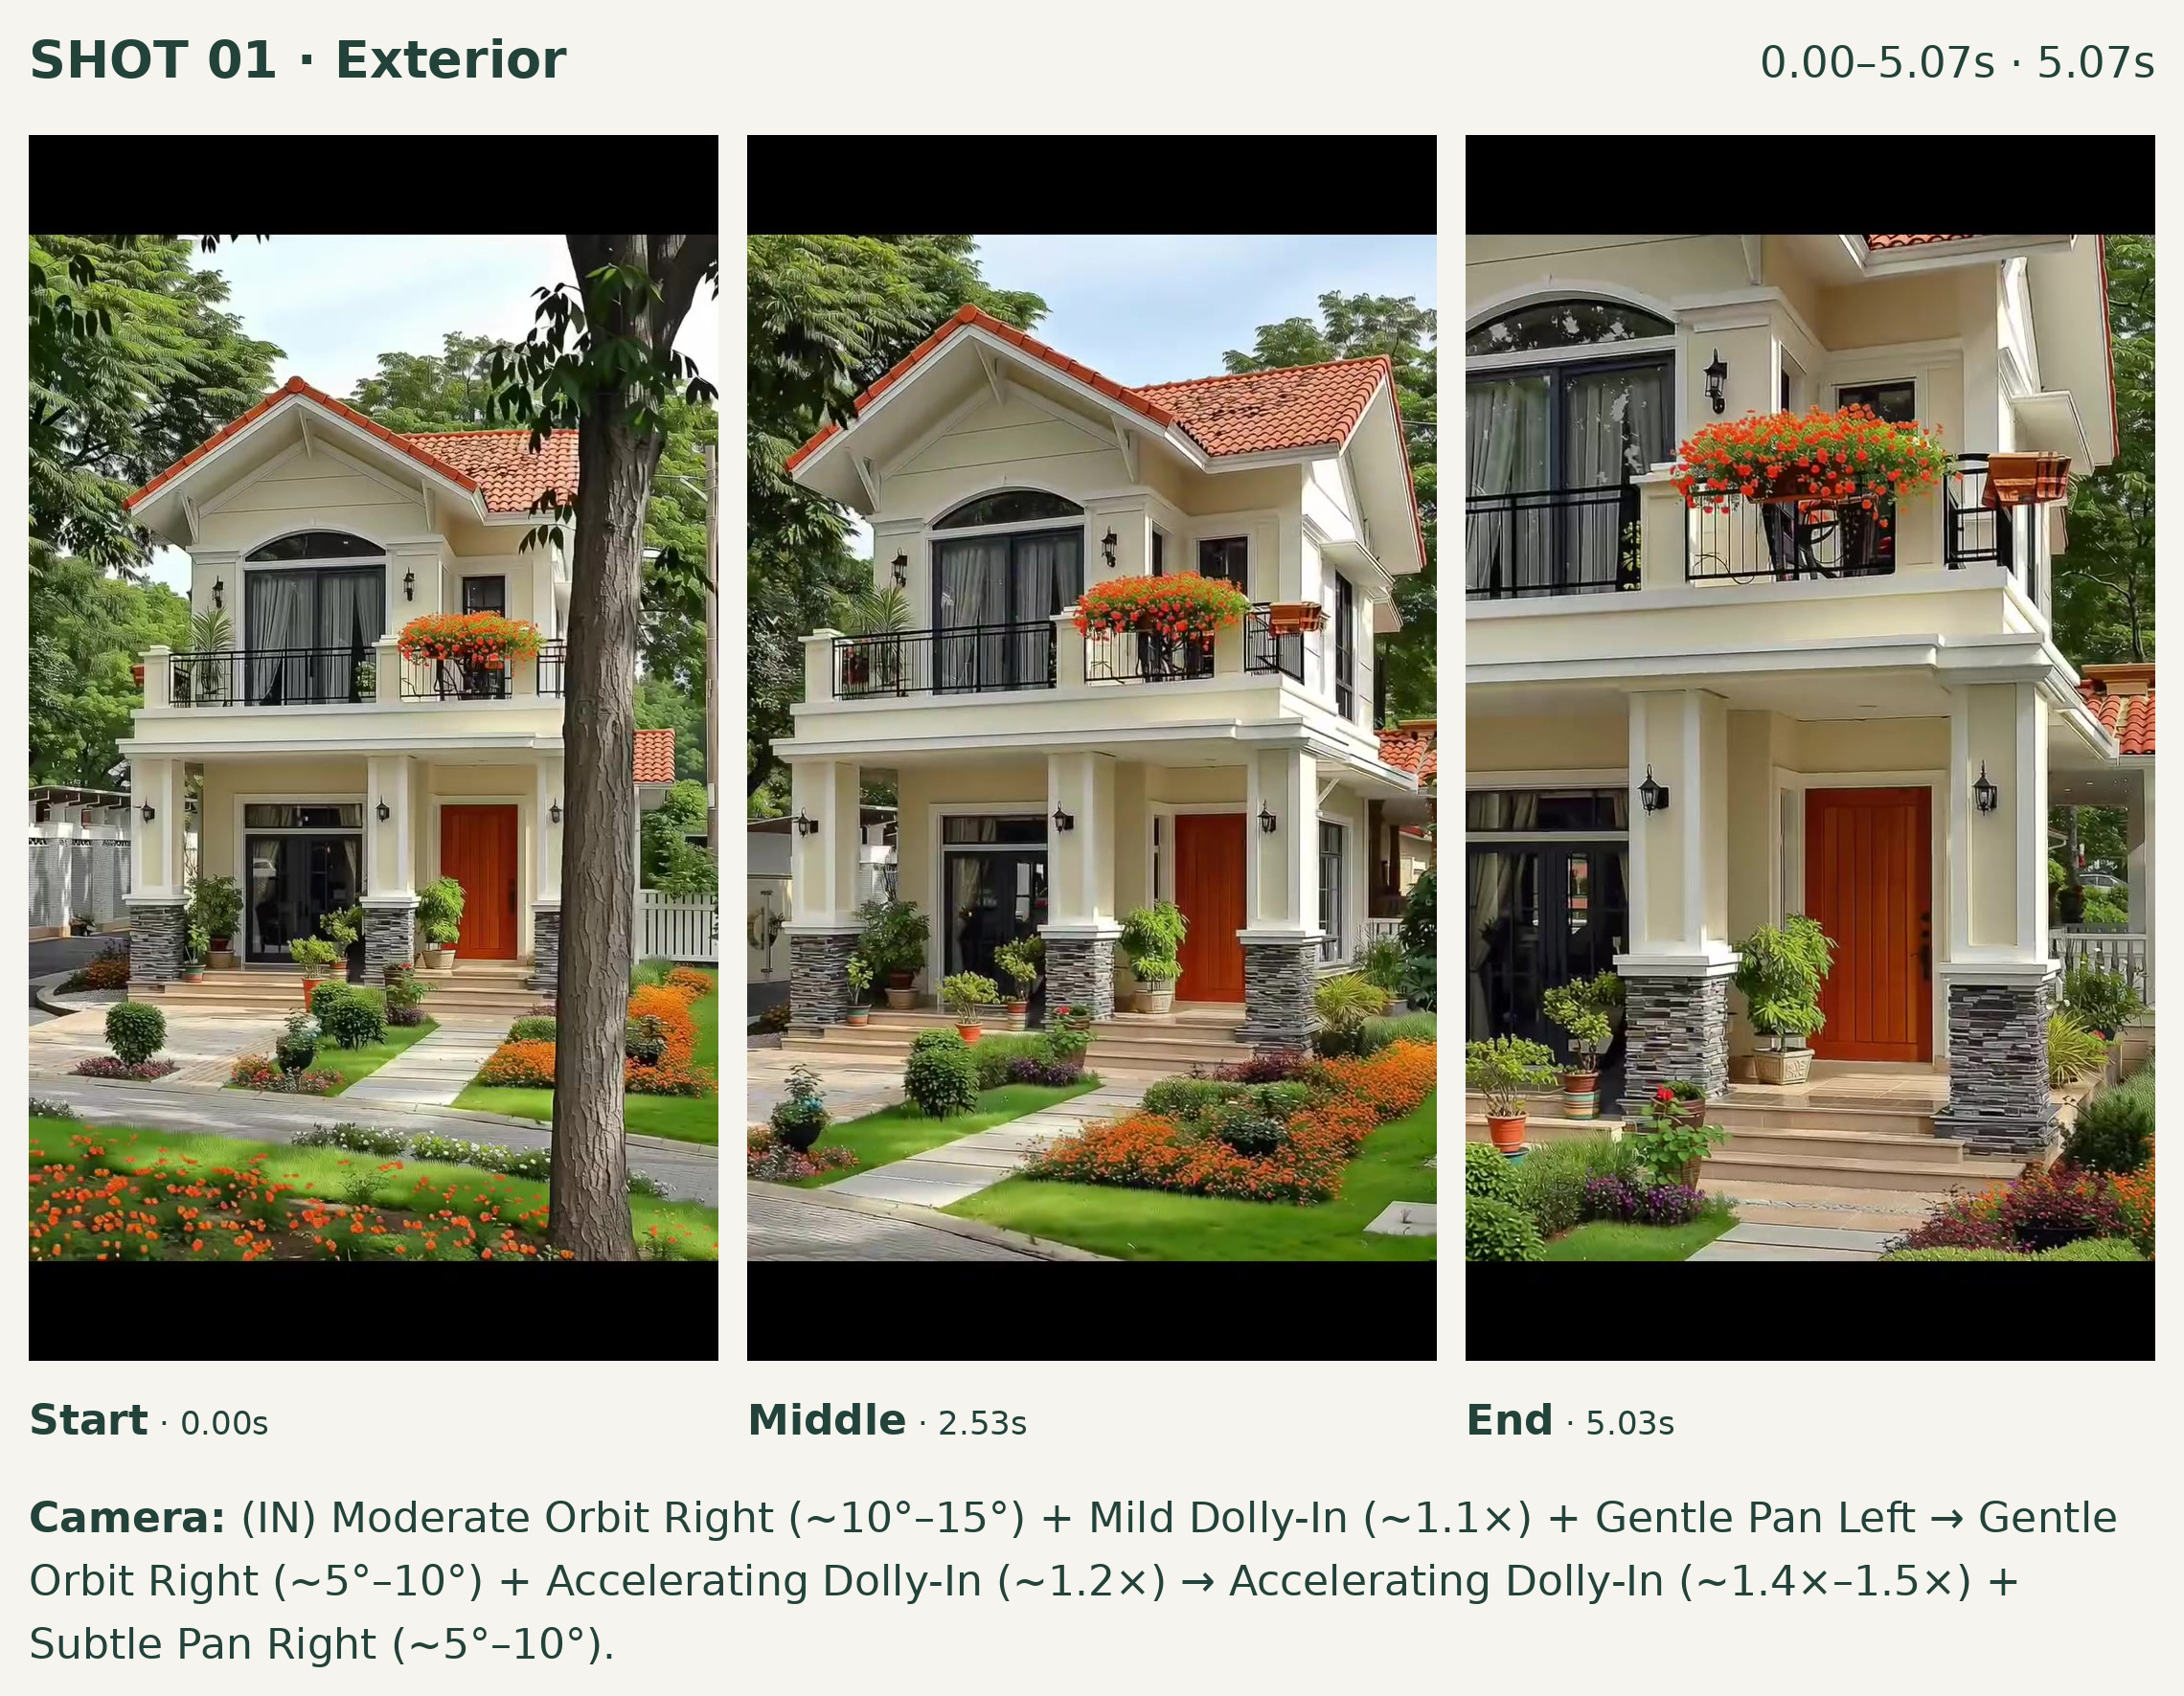 SHOT 01 · Exterior
0.00–5.07s · 5.07s
Start · 0.00s
Middle · 2.53s
End · 5.03s
Camera: (IN) Moderate Orbit Right (~10°–15°) + Mild Dolly-In (~1.1×) + Gentle Pan Left → Gentle
Orbit Right (~5°–10°) + Accelerating Dolly-In (~1.2×) → Accelerating Dolly-In (~1.4×–1.5×) +
Subtle Pan Right (~5°–10°).